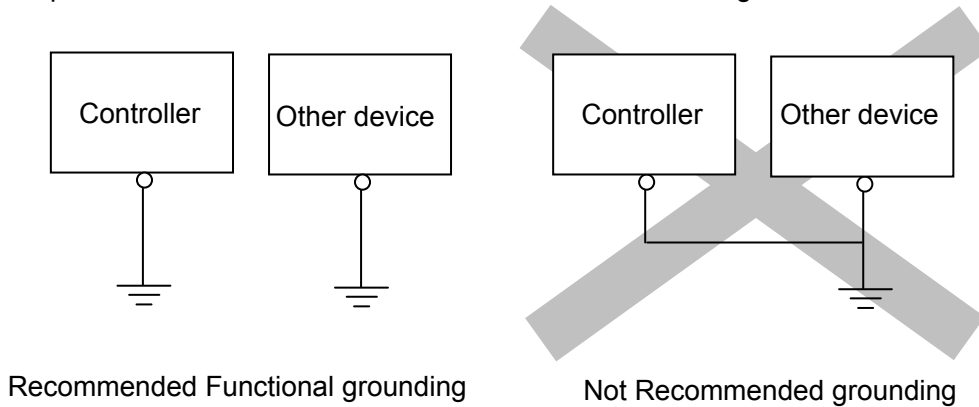 Controller
Other device
Controller
Other device
Recommended Functional grounding
Not Recommended grounding